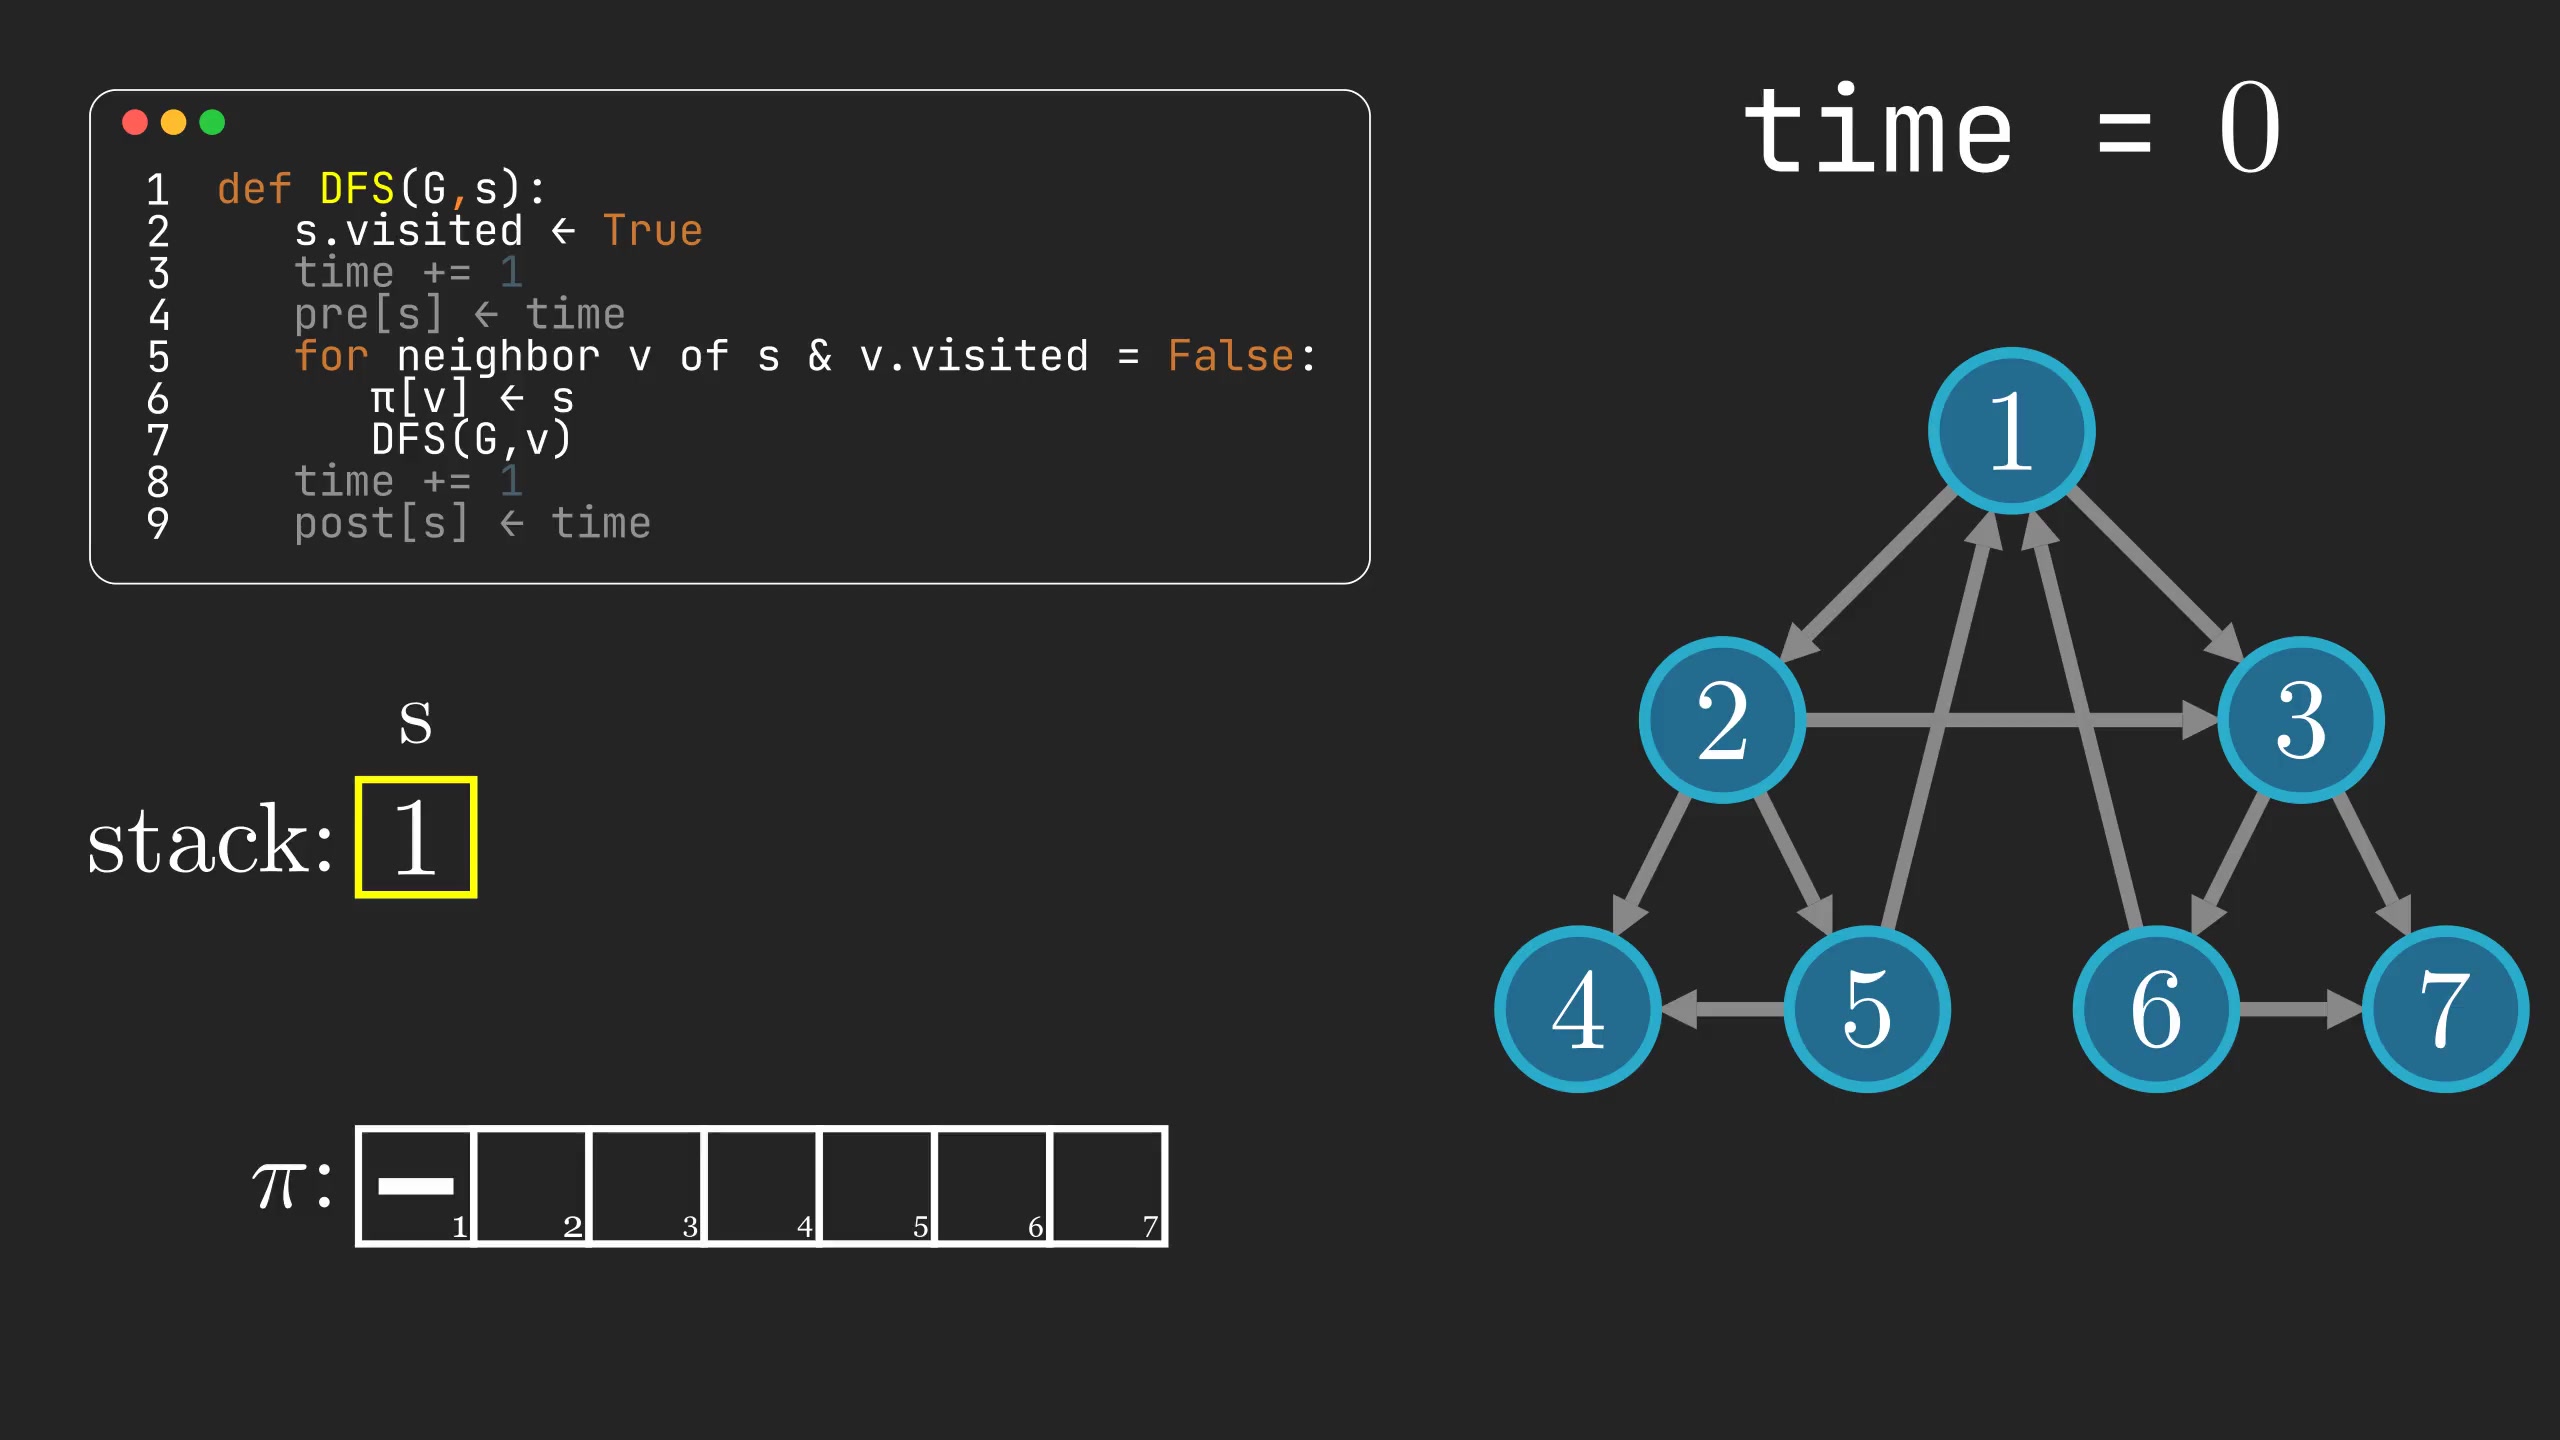 time = 0
1 def DFS(G,s):
2 s.visited ← True
3 time += 1
4 pre[s] ← time
5 for neighbor v of s & v.visited = False:
6 π[v] ← s
7 DFS(G,v)
8 time += 1
9 post[s] ← time
s
stack: 1
π: – 1 2 3 4 5 6 7
1
2 3
4 5 6 7